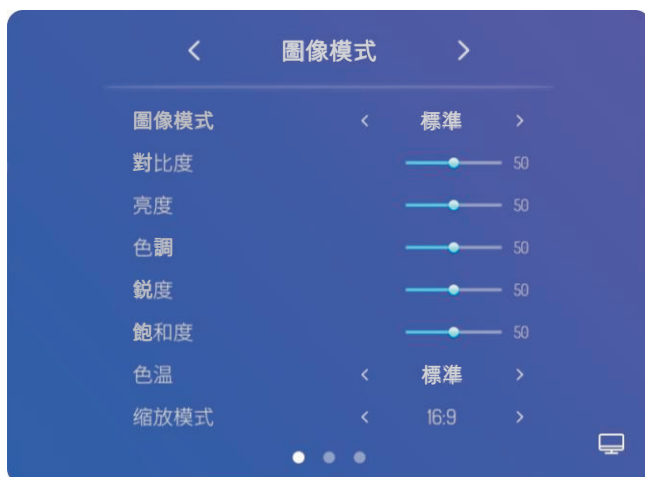 圖像模式
圖像模式 標準
對比度 50
亮度 50
色調 50
鋭度 50
飽和度 50
色温 標準
缩放模式 16:9